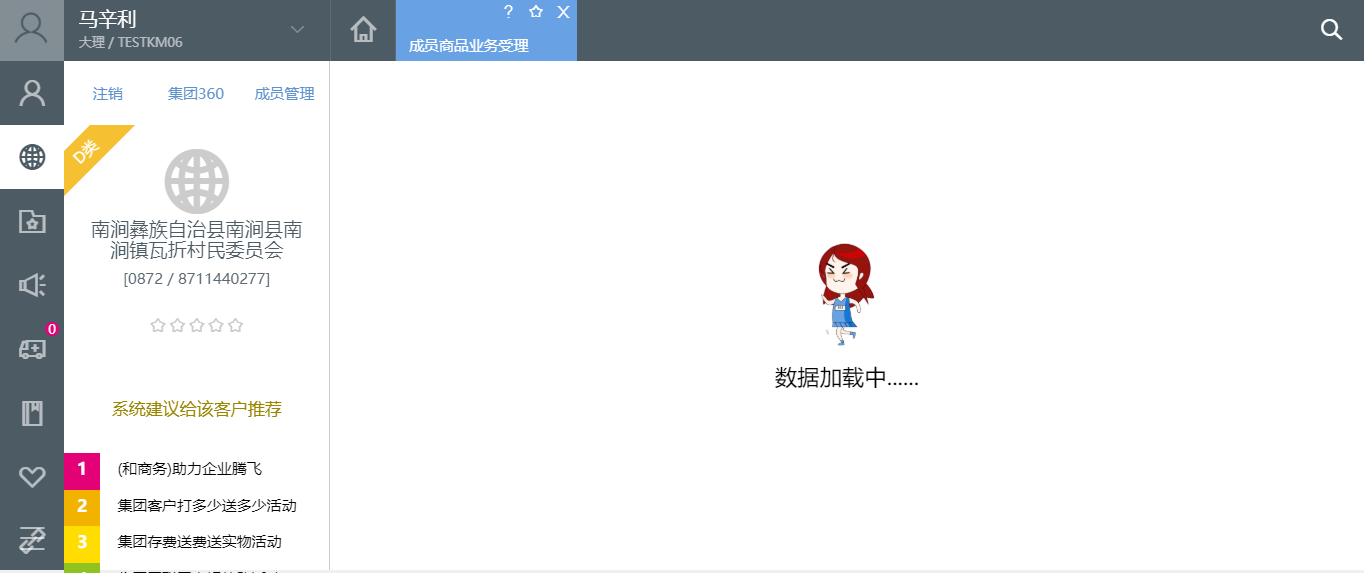 马辛利
大理 / TESTKM06
? X
成员商品业务受理
注销 集团360 成员管理
D类
南涧彝族自治县南涧县南
涧镇瓦折村民委员会
[0872 / 8711440277]
0
系统建议给该客户推荐
1 (和商务)助力企业腾飞
2 集团客户打多少送多少活动
3 集团存费送费送实物活动
数据加载中......